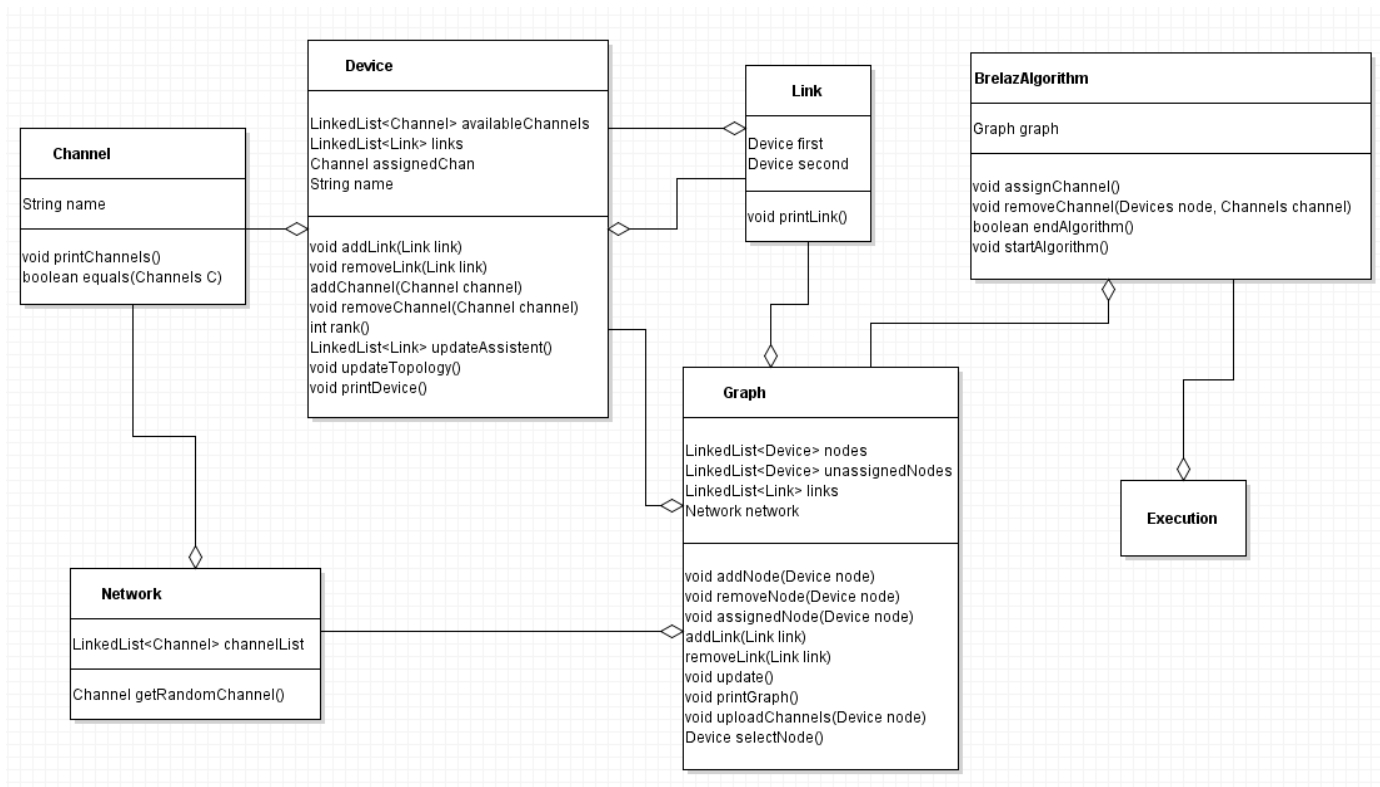 Device
LinkedList<Channel> availableChannels
LinkedList<Link> links
Channel assignedChan
String name
void addLink(Link link)
void removeLink(Link link)
addChannel(Channel channel)
void removeChannel(Channel channel)
int rank()
LinkedList<Link> updateAssistent()
void updateTopology()
void printDevice()
Link
Device first
Device second
void printLink()
BrelazAlgorithm
Graph graph
void assignChannel()
void removeChannel(Devices node, Channels channel)
boolean endAlgorithm()
void startAlgorithm()
Channel
String name
void printChannels()
boolean equals(Channels C)
Graph
LinkedList<Device> nodes
LinkedList<Device> unassignedNodes
LinkedList<Link> links
Network network
void addNode(Device node)
void removeNode(Device node)
void assignedNode(Device node)
addLink(Link link)
removeLink(Link link)
void update()
void printGraph()
void uploadChannels(Device node)
Device selectNode()
Execution
Network
LinkedList<Channel> channelList
Channel getRandomChannel()